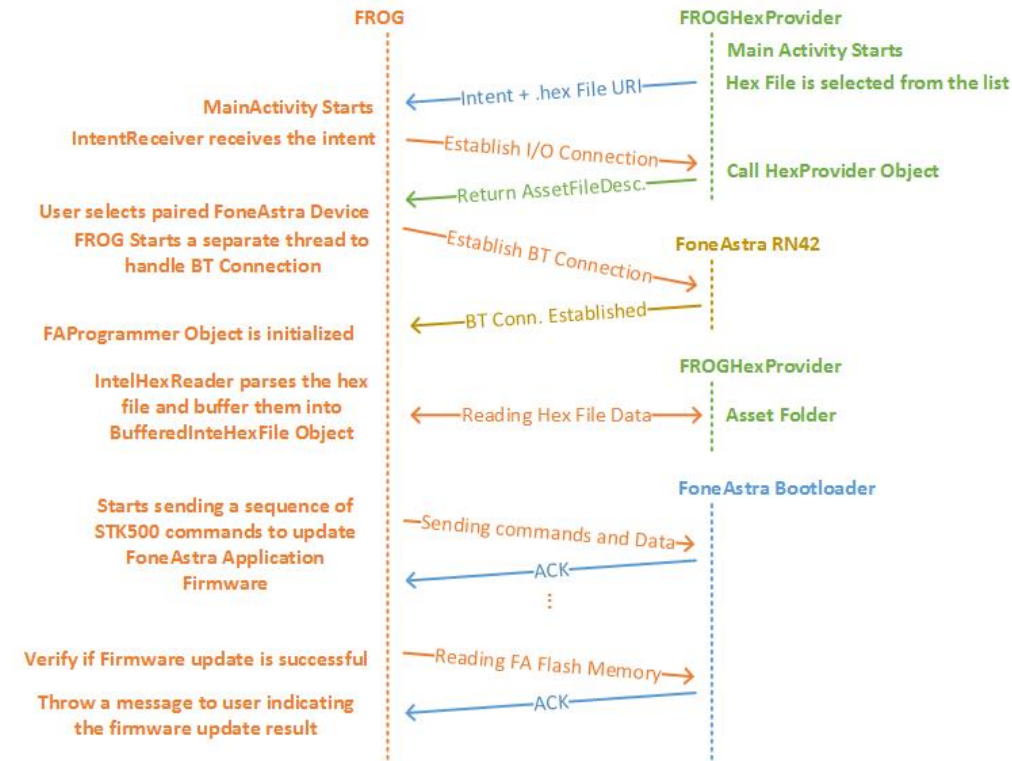 FROG
FROGHexProvider
Main Activity Starts
Hex File is selected from the list
Intent + .hex File URI
MainActivity Starts
IntentReceiver receives the intent
Establish I/O Connection
Call HexProvider Object
Return AssetFileDesc.
User selects paired FoneAstra Device
FROG Starts a separate thread to
handle BT Connection
Establish BT Connection
FoneAstra RN42
BT Conn. Established
FAProgrammer Object is initialized
FROGHexProvider
IntelHexReader parses the hex
file and buffer them into
BufferedInteHexFile Object
Reading Hex File Data
Asset Folder
FoneAstra Bootloader
Starts sending a sequence of
STK500 commands to update
FoneAstra Application
Firmware
Sending commands and Data
ACK
Verify if Firmware update is successful
Reading FA Flash Memory
ACK
Throw a message to user indicating
the firmware update result